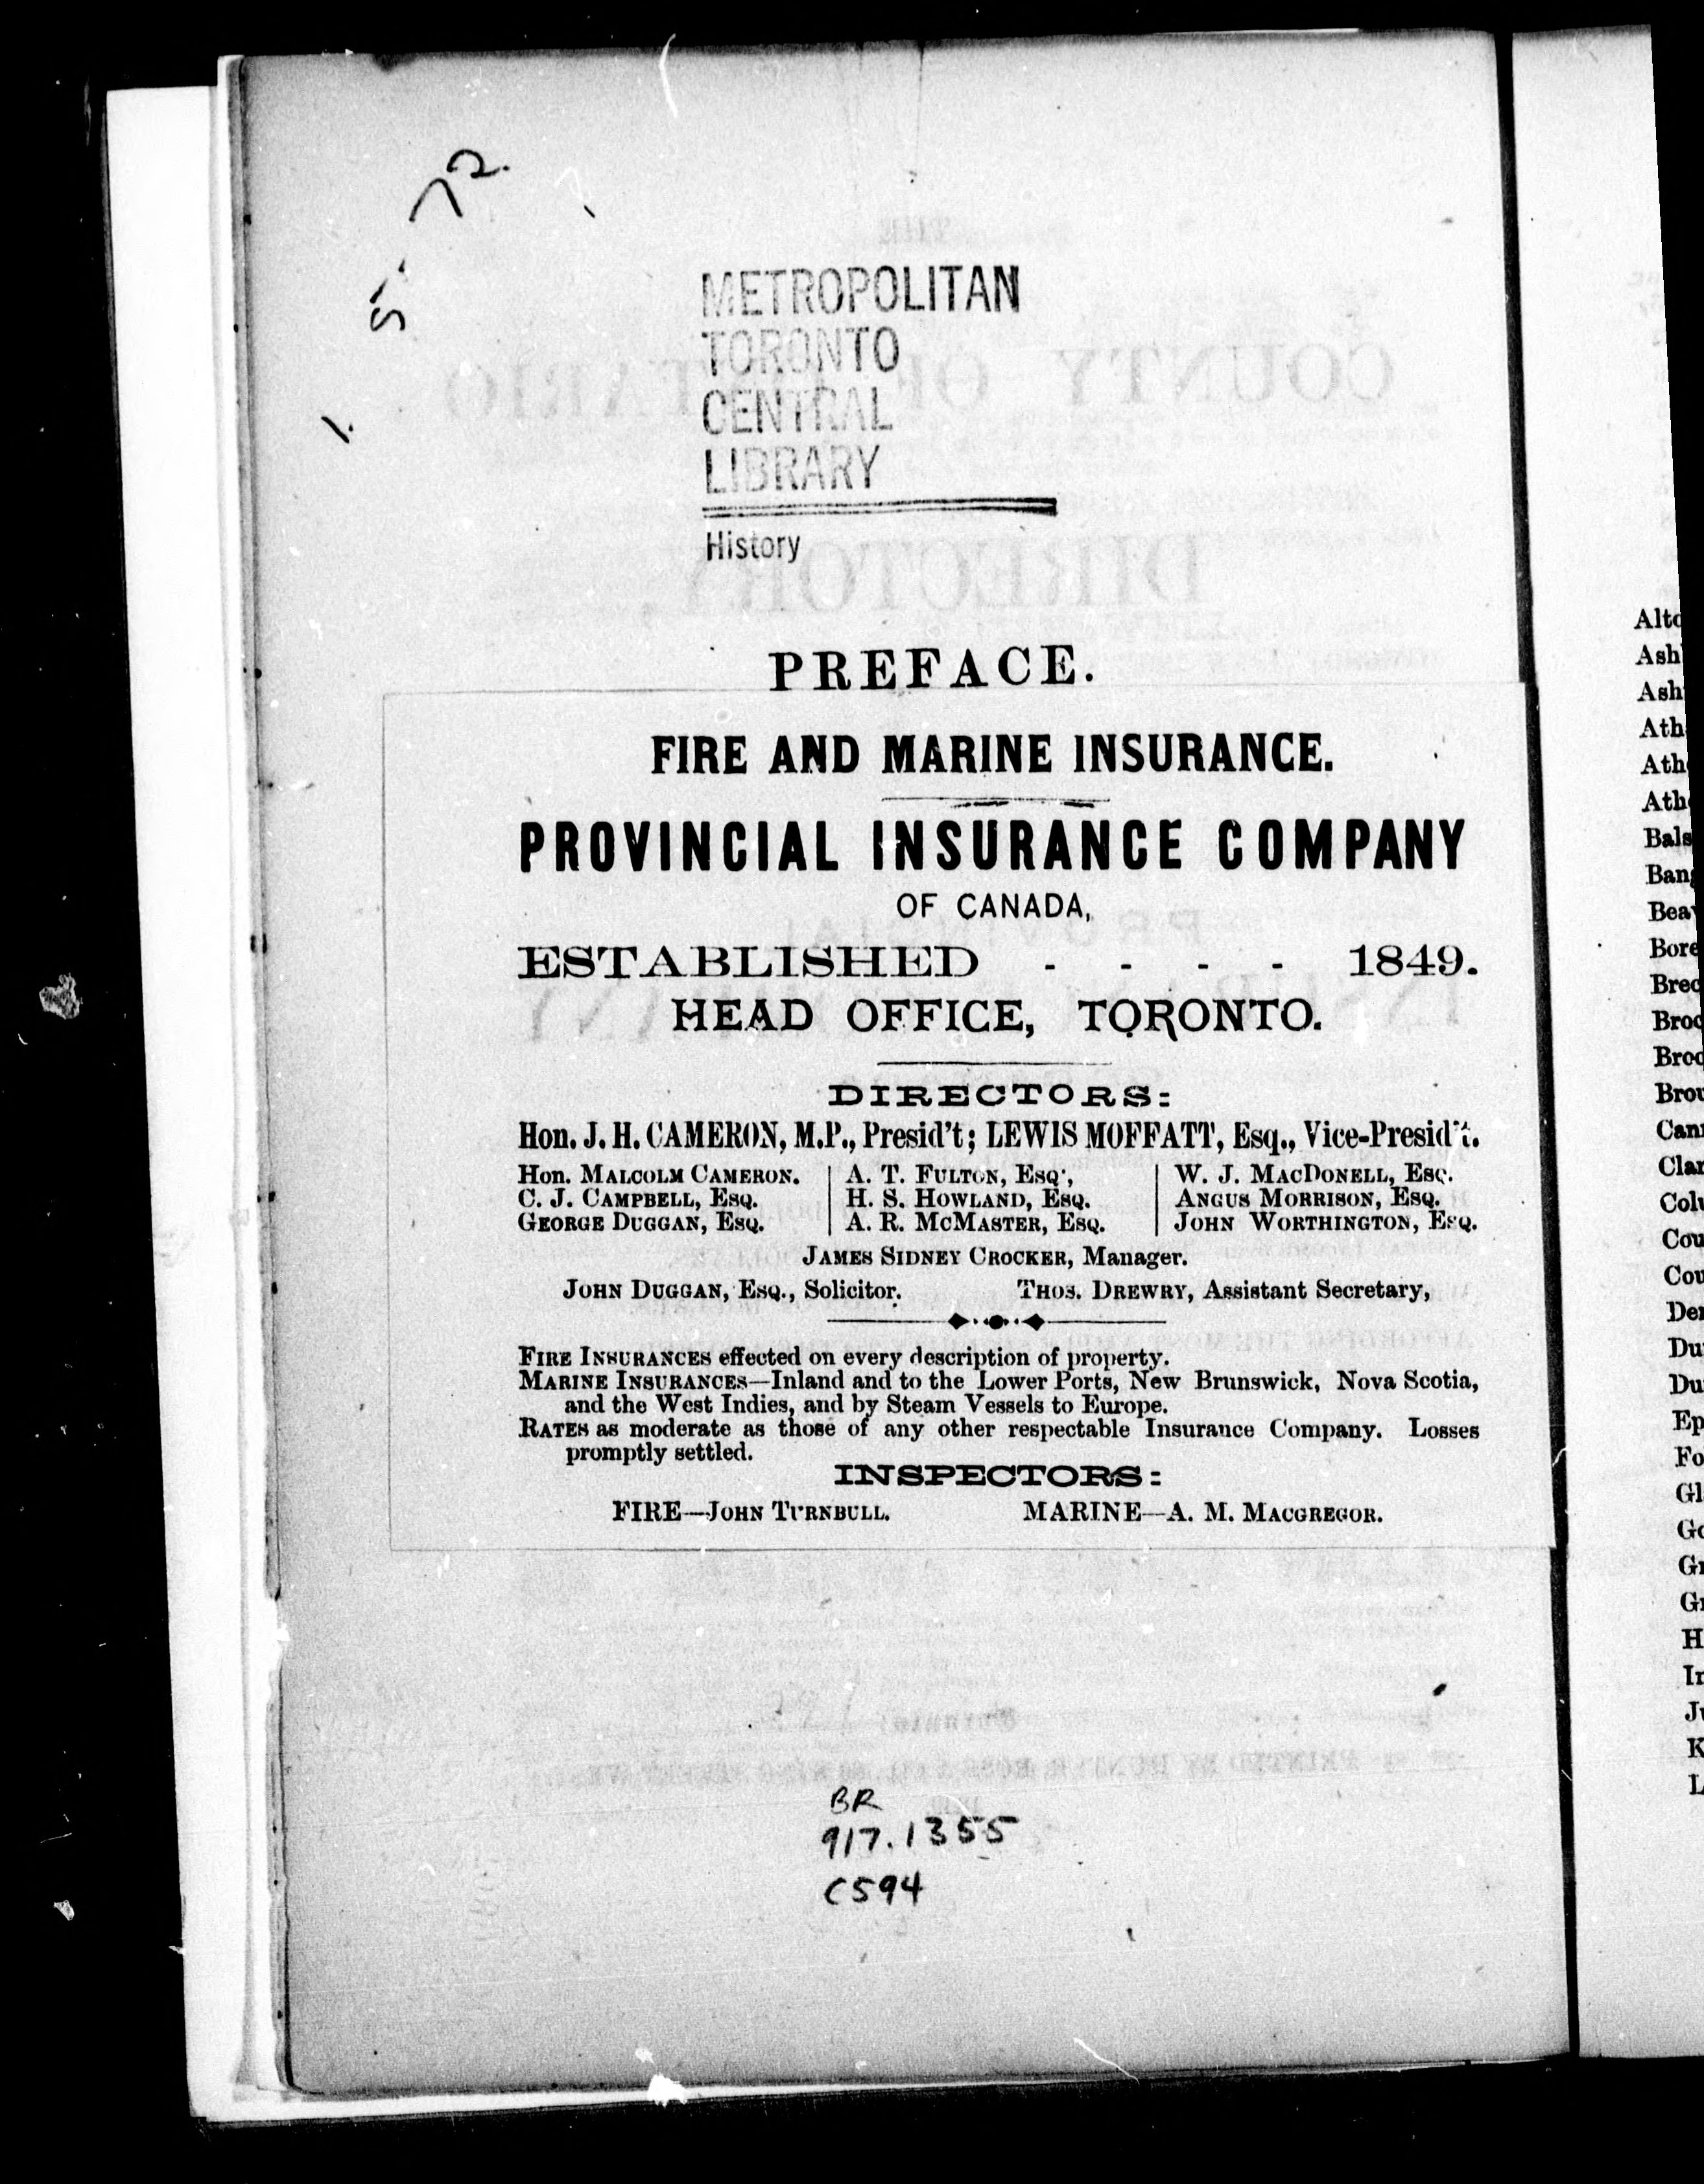 1. 5- 72.
METROPOLITAN
TORONTO
CENTRAL
LIBRARY
History
PREFACE.
FIRE AND MARINE INSURANCE.
PROVINCIAL INSURANCE COMPANY
OF CANADA,
ESTABLISHED - - - - 1849.
HEAD OFFICE, TORONTO.
DIRECTORS:
Hon. J. H. CAMERON, M.P., Presid't; LEWIS MOFFATT, Esq., Vice-Presid't.
Hon. MALCOLM CAMERON.
C. J. CAMPBELL, ESQ.
GEORGE DUGGAN, ESQ.
A. T. FULTON, ESQ.,
H. S. HOWLAND, ESQ.
A. R. MCMASTER, ESQ.
W. J. MACDONELL, ESQ.
ANGUS MORRISON, ESQ.
JOHN WORTHINGTON, ESQ.
JAMES SIDNEY CROCKER, Manager.
JOHN DUGGAN, ESQ., Solicitor. THOS. DREWRY, Assistant Secretary,
FIRE INSURANCES effected on every description of property.
MARINE INSURANCES—Inland and to the Lower Ports, New Brunswick, Nova Scotia,
and the West Indies, and by Steam Vessels to Europe.
RATES as moderate as those of any other respectable Insurance Company. Losses
promptly settled.
INSPECTORS:
FIRE—JOHN TURNBULL. MARINE—A. M. MACGREGOR.
BR
917.1355
C594